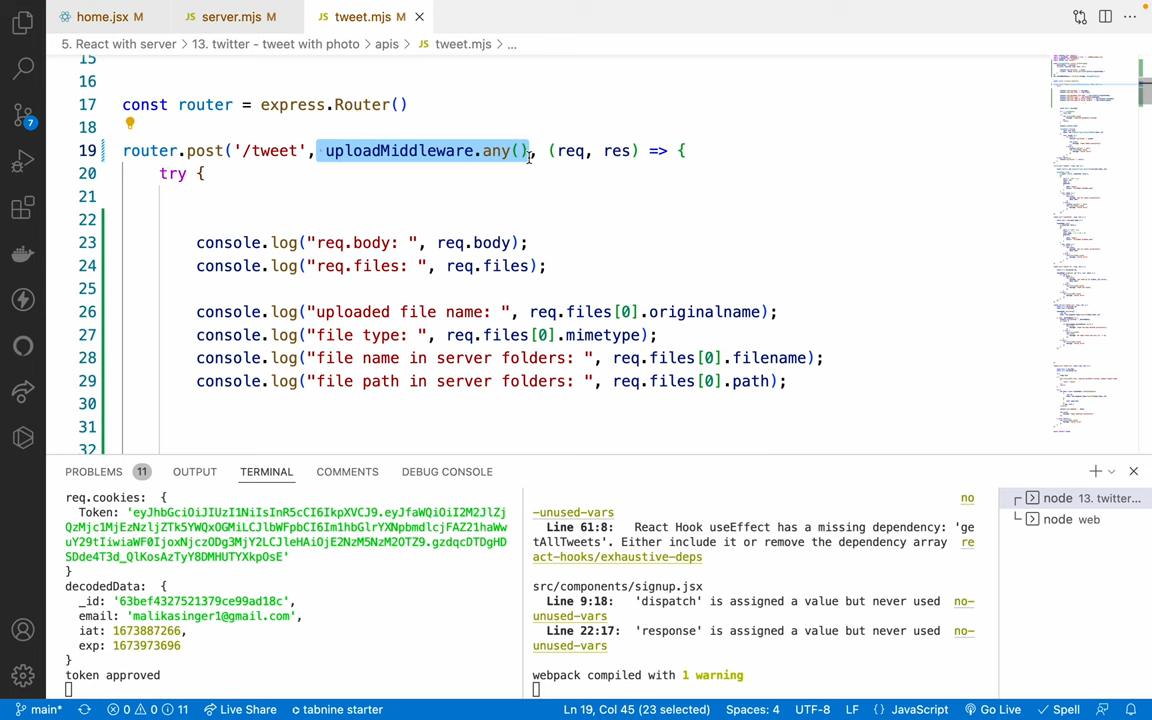 home.jsx M
server.mjs M
tweet.mjs M
5. React with server > 13. twitter - tweet with photo > apis > tweet.mjs > ...
15
16
17 const router = express.Router()
18
19 router.post('/tweet', uploadMiddleware.any(), (req, res) => {
20 try {
21
22
23 console.log("req.body: ", req.body);
24 console.log("req.files: ", req.files);
25
26 console.log("uploaded file name: ", req.files[0].originalname);
27 console.log("file type: ", req.files[0].mimetype);
28 console.log("file name in server folders: ", req.files[0].filename);
29 console.log("file path in server folders: ", req.files[0].path);
30
31
32
7
PROBLEMS 11 OUTPUT TERMINAL COMMENTS DEBUG CONSOLE
req.cookies: {
decodedData: {
_id: '63bef4327521379ce99ad18c',
email: 'malikasinger1@gmail.com',
iat: 1673887266,
exp: 1673973696
}
token approved
no
-unused-vars
Line 61:8: React Hook useEffect has a missing dependency: 'ge
tAllTweets'. Either include it or remove the dependency array re
act-hooks/exhaustive-deps
src/components/signup.jsx
Line 9:18: 'dispatch' is assigned a value but never used no-
unused-vars
Line 22:17: 'response' is assigned a value but never used no-
unused-vars
webpack compiled with 1 warning
node 13. twitter...
node web
main* 0 0 11 Live Share tabnine starter Ln 19, Col 45 (23 selected) Spaces: 4 UTF-8 LF {} JavaScript Go Live Spell